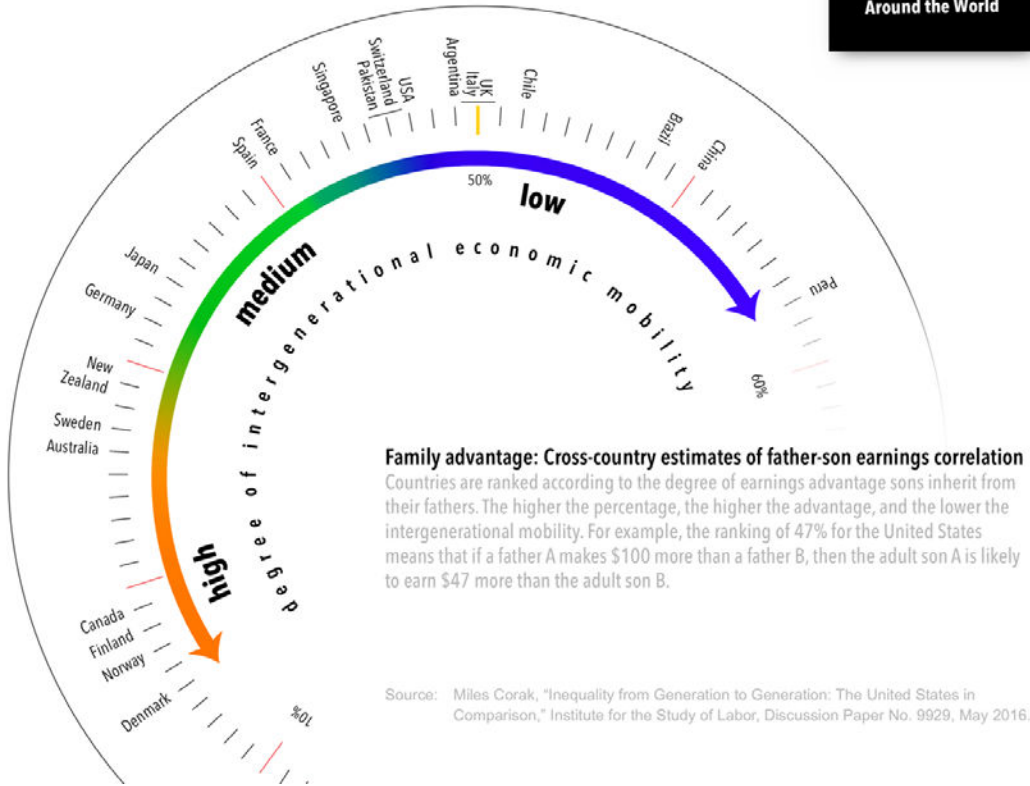 Around the World
Denmark
Norway
Finland
Canada
Australia
Sweden
New
Zealand
Germany
Japan
Spain
France
Singapore
Pakistan
Switzerland
USA
Argentina
Italy
UK
Chile
Brazil
China
Peru
10%
50%
60%
high
medium
low
degree of intergenerational economic mobility
Family advantage: Cross-country estimates of father-son earnings correlation
Countries are ranked according to the degree of earnings advantage sons inherit from
their fathers. The higher the percentage, the higher the advantage, and the lower the
intergenerational mobility. For example, the ranking of 47% for the United States
means that if a father A makes $100 more than a father B, then the adult son A is likely
to earn $47 more than the adult son B.
Source: Miles Corak, "Inequality from Generation to Generation: The United States in
Comparison," Institute for the Study of Labor, Discussion Paper No. 9929, May 2016.